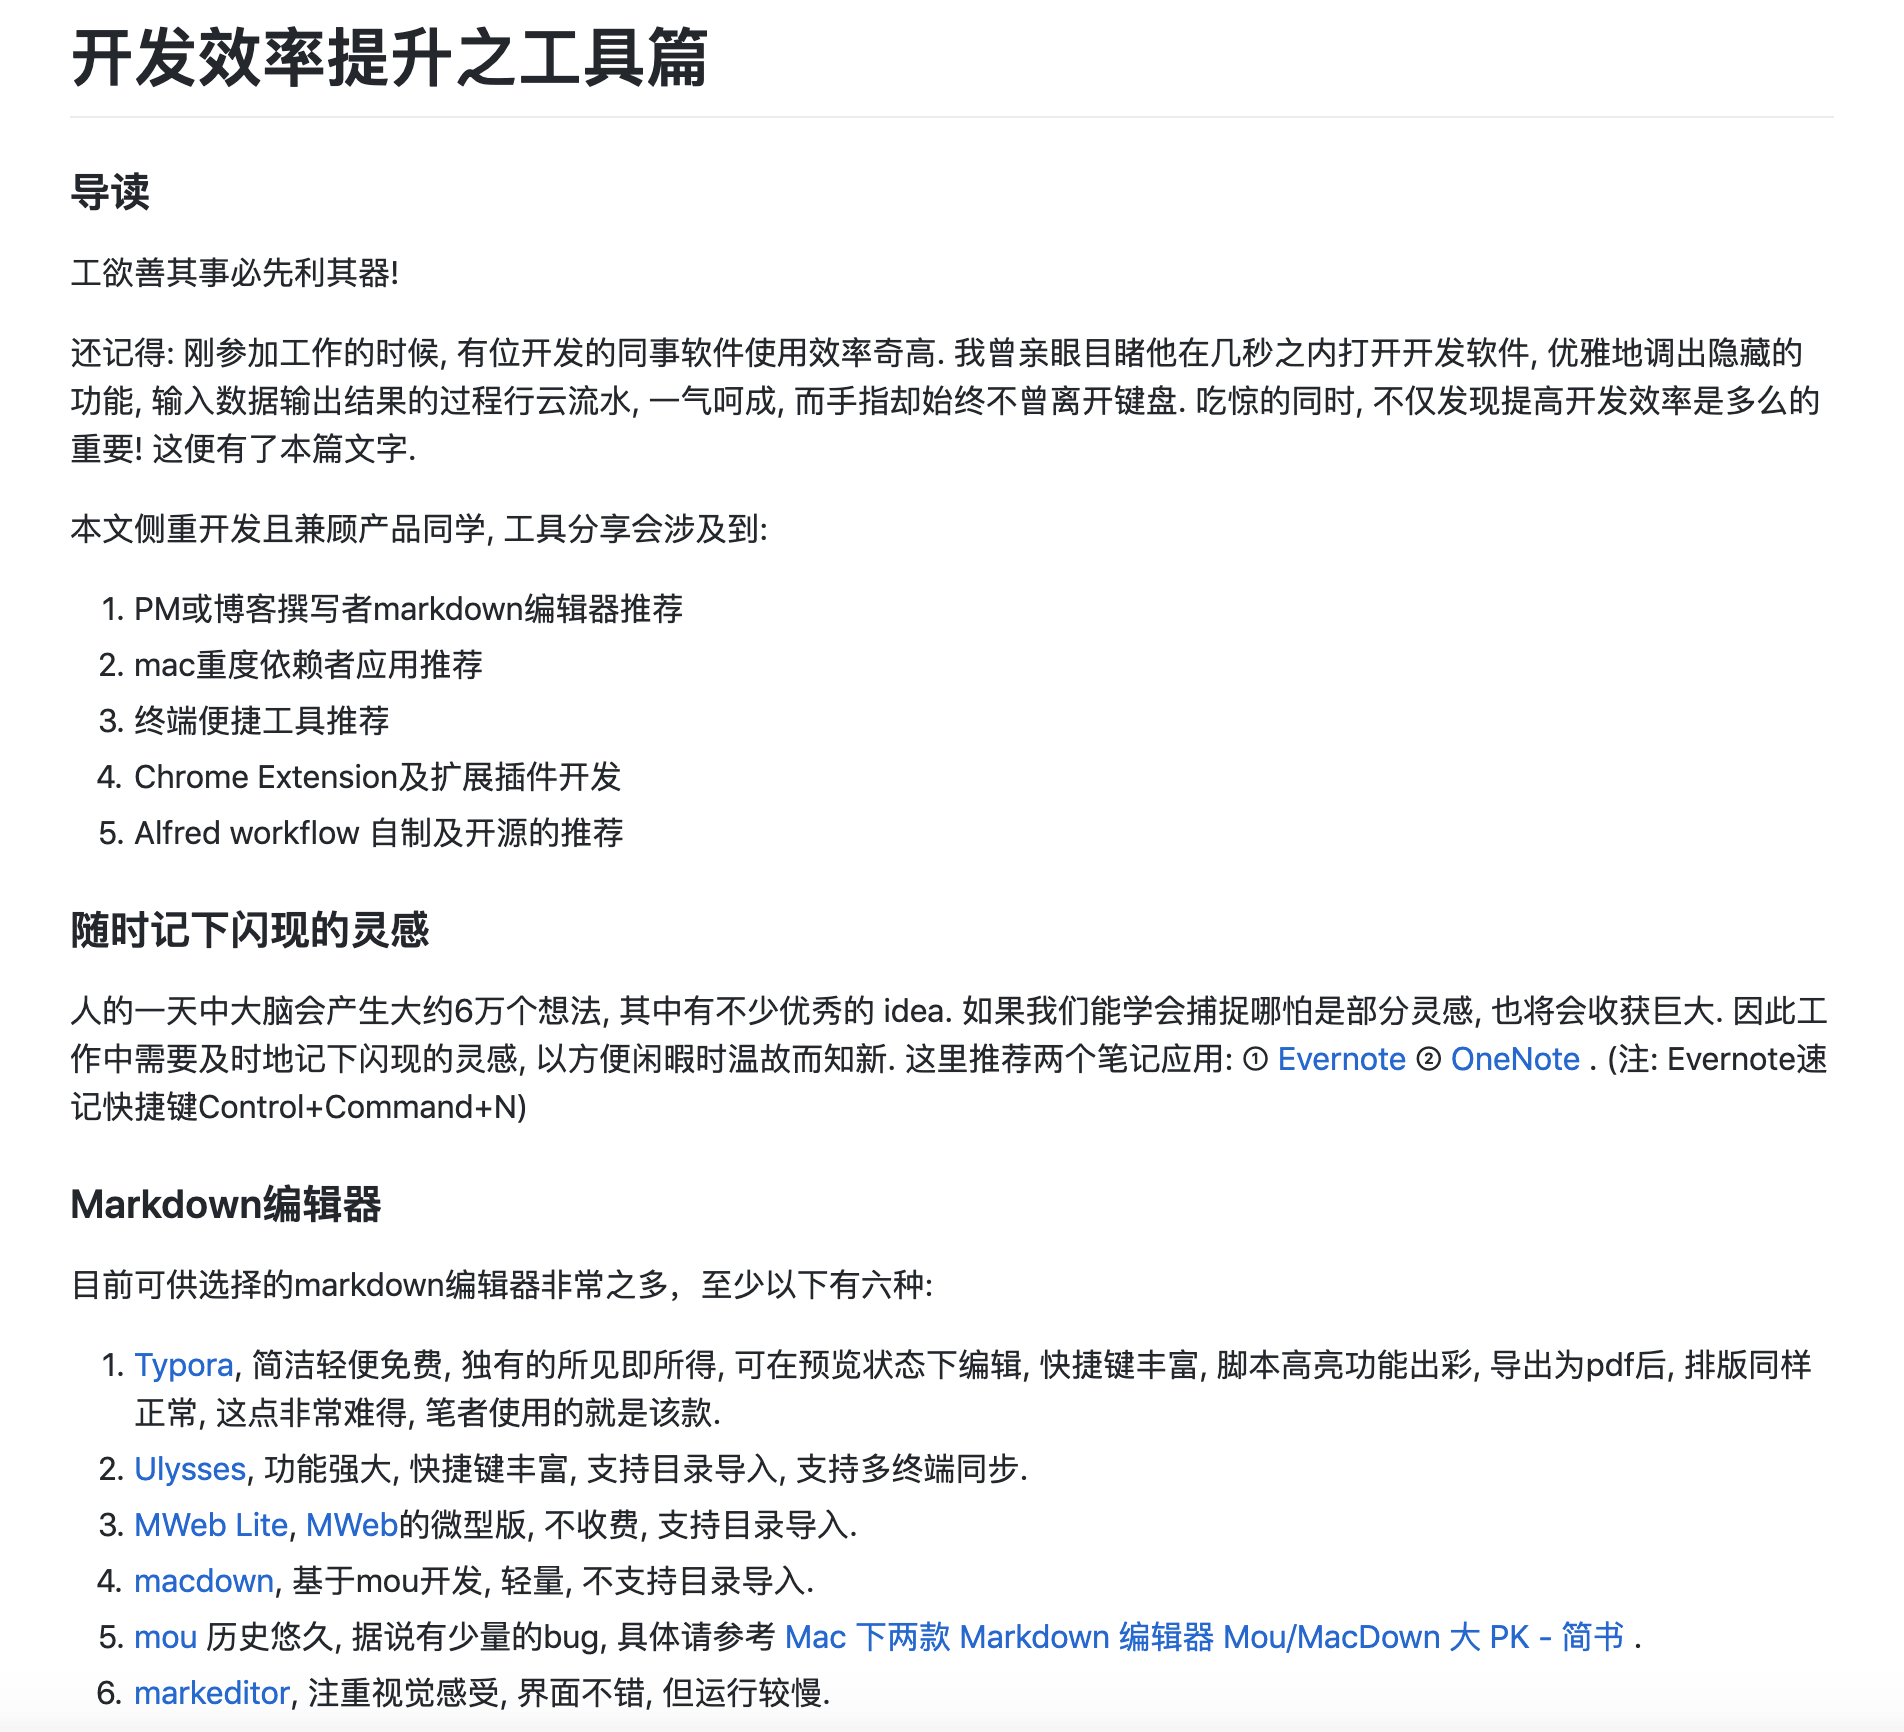 开发效率提升之工具篇
导读
工欲善其事必先利其器!
还记得: 刚参加工作的时候, 有位开发的同事软件使用效率奇高. 我曾亲眼目睹他在几秒之内打开开发软件, 优雅地调出隐藏的
功能, 输入数据输出结果的过程行云流水, 一气呵成, 而手指却始终不曾离开键盘. 吃惊的同时, 不仅发现提高开发效率是多么的
重要! 这便有了本篇文字.
本文侧重开发且兼顾产品同学, 工具分享会涉及到:
1. PM或博客撰写者markdown编辑器推荐
2. mac重度依赖者应用推荐
3. 终端便捷工具推荐
4. Chrome Extension及扩展插件开发
5. Alfred workflow 自制及开源的推荐
随时记下闪现的灵感
人的一天中大脑会产生大约6万个想法, 其中有不少优秀的 idea. 如果我们能学会捕捉哪怕是部分灵感, 也将会收获巨大. 因此工
作中需要及时地记下闪现的灵感, 以方便闲暇时温故而知新. 这里推荐两个笔记应用: ① Evernote ② OneNote . (注: Evernote速
记快捷键Control+Command+N)
Markdown编辑器
目前可供选择的markdown编辑器非常之多，至少以下有六种:
1. Typora, 简洁轻便免费, 独有的所见即所得, 可在预览状态下编辑, 快捷键丰富, 脚本高亮功能出彩, 导出为pdf后, 排版同样
正常, 这点非常难得, 笔者使用的就是该款.
2. Ulysses, 功能强大, 快捷键丰富, 支持目录导入, 支持多终端同步.
3. MWeb Lite, MWeb的微型版, 不收费, 支持目录导入.
4. macdown, 基于mou开发, 轻量, 不支持目录导入.
5. mou 历史悠久, 据说有少量的bug, 具体请参考 Mac 下两款 Markdown 编辑器 Mou/MacDown 大 PK - 简书 .
6. markeditor, 注重视觉感受, 界面不错, 但运行较慢.